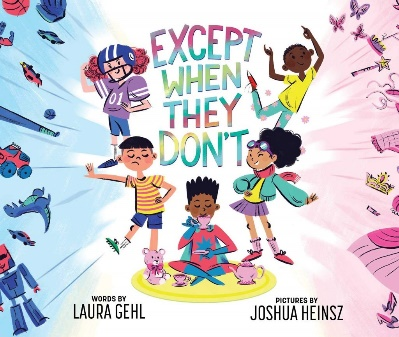 EXCEPT
WHEN
THEY
DON'T
01
WORDS BY
LAURA GEHL
PICTURES BY
JOSHUA HEINSZ